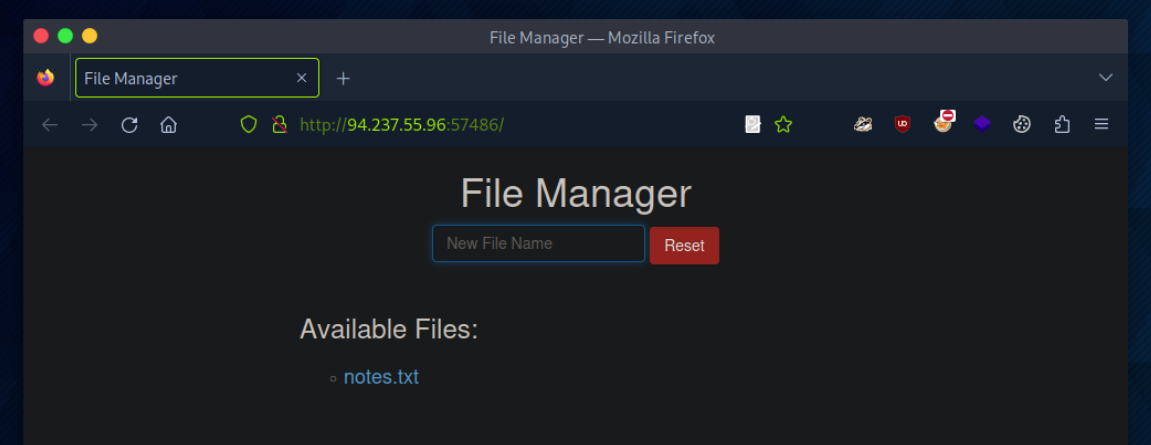 File Manager — Mozilla Firefox
File Manager
http://94.237.55.96:57486/
File Manager
New File Name
Reset
Available Files:
notes.txt